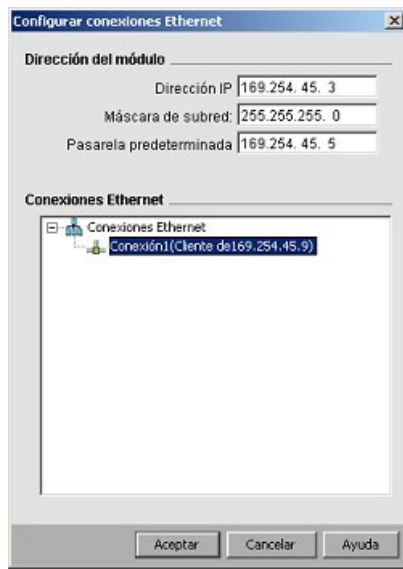 Configurar conexiones Ethernet
Dirección del módulo
Dirección IP 169.254. 45. 3
Máscara de subred: 255.255.255. 0
Pasarela predeterminada 169.254. 45. 5
Conexiones Ethernet
Conexiones Ethernet
Conexión1(Cliente de169.254.45.9)
Aceptar Cancelar Ayuda